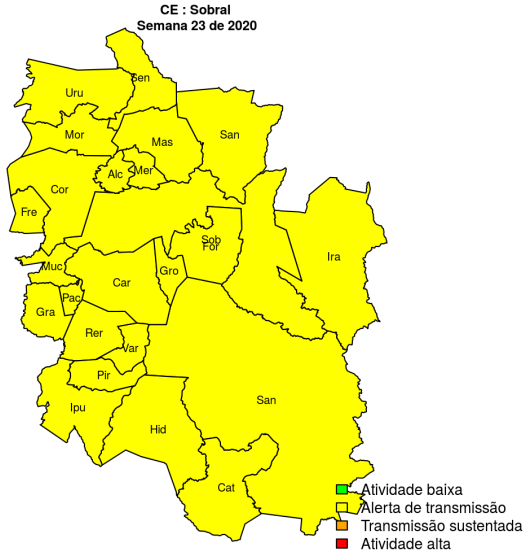 CE : Sobral
Semana 23 de 2020
Sen
Uru
Mor
Mas
San
Alc
Mer
Cor
Fre
Sob
For
Muc
Gro
Ira
Car
Pac
Gra
Rer
Var
Pir
San
Ipu
Hid
Cat
Atividade baixa
Alerta de transmissão
Transmissão sustentada
Atividade alta